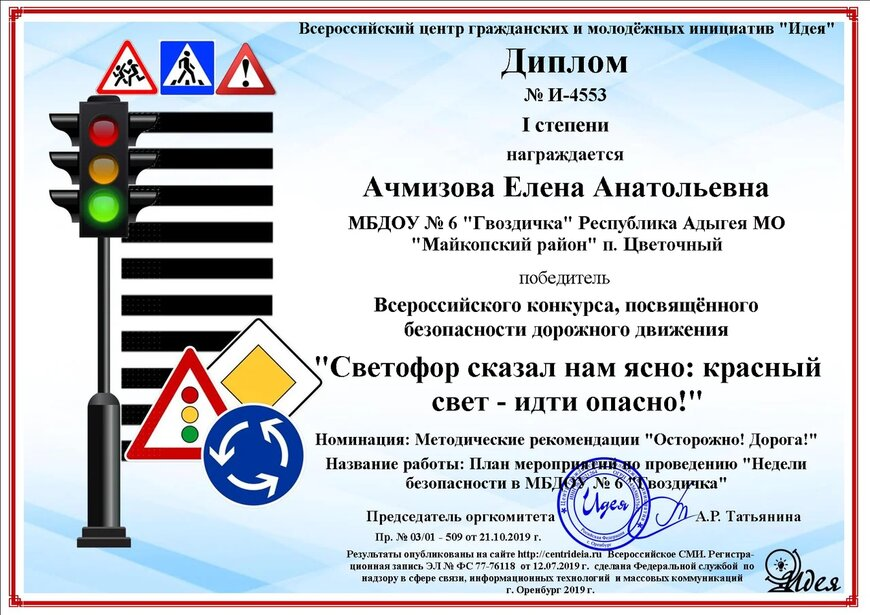 Всероссийский центр гражданских и молодёжных инициатив "Идея"
Диплом
№ И-4553
I степени
награждается
Ачмизова Елена Анатольевна
МБДОУ № 6 "Гвоздичка" Республика Адыгея МО
"Майкопский район" п. Цветочный
победитель
Всероссийского конкурса, посвящённого
безопасности дорожного движения
"Светофор сказал нам ясно: красный
свет - идти опасно!"
Номинация: Методические рекомендации "Осторожно! Дорога!"
Название работы: План мероприятий по проведению "Недели
безопасности в МБДОУ № 6 "Гвоздичка"
Председатель оргкомитета
Идея
А.Р. Татьянина
Пр. № 03/01 - 509 от 21.10.2019 г.
Результаты опубликованы на сайте http://centrideia.ru Всероссийское СМИ. Регистра-
ционная запись ЭЛ № ФС 77-76118 от 12.07.2019 г. сделана Федеральной службой по
надзору в сфере связи, информационных технологий и массовых коммуникаций
г. Оренбург 2019 г.
Идея